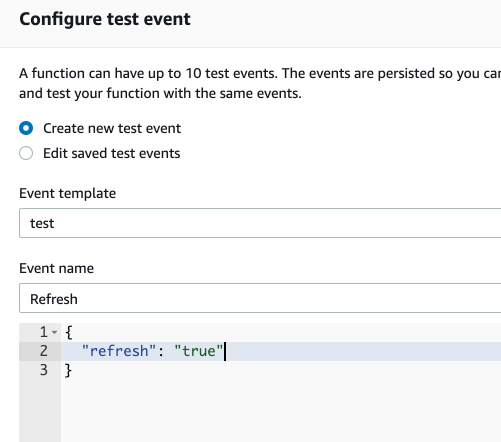 Configure test event
A function can have up to 10 test events. The events are persisted so you can
and test your function with the same events.
Create new test event
Edit saved test events
Event template
test
Event name
Refresh
1 {
2 "refresh": "true"
3 }